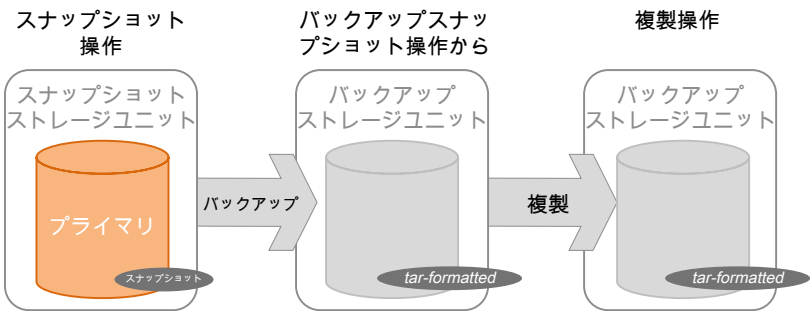 スナップショット
操作
バックアップスナッ
プショット操作から
複製操作
スナップショット
ストレージユニット
バックアップ
ストレージユニット
バックアップ
ストレージユニット
プライマリ
バックアップ
複製
スナップショット
tar-formatted
tar-formatted